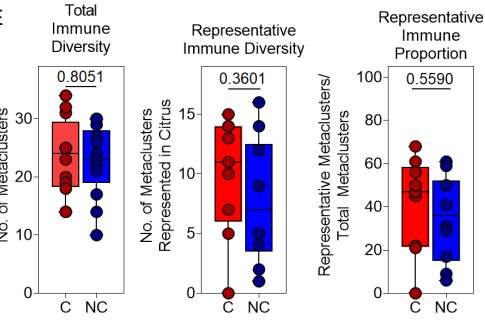 E
Total
Immune
Diversity
0.8051
No. of Metaclusters
30
20
10
0
C NC
Representative
Immune Diversity
0.3601
No. of Metaclusters
Represented in Citrus
15
10
5
0
C NC
Representative
Immune
Proportion
0.5590
Representative Metaclusters/
Total Metaclusters
100
80
60
40
20
0
C NC